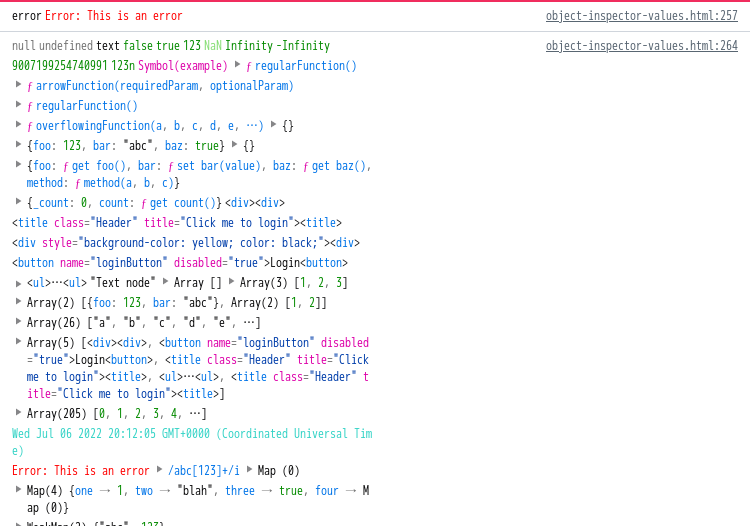 error Error: This is an error object-inspector-values.html:257
null undefined text false true 123 NaN Infinity -Infinity object-inspector-values.html:264
9007199254740991 123n Symbol(example) ▶ ƒ regularFunction()
▶ ƒ arrowFunction(requiredParam, optionalParam)
▶ ƒ regularFunction()
▶ ƒ overflowingFunction(a, b, c, d, e, …) ▶ {}
▶ {foo: 123, bar: "abc", baz: true} ▶ {}
▶ {foo: ƒ get foo(), bar: ƒ set bar(value), baz: ƒ get baz(),
method: ƒ method(a, b, c)}
▶ {_count: 0, count: ƒ get count()} <div><div>
<title class="Header" title="Click me to login"><title>
<div style="background-color: yellow; color: black;"><div>
<button name="loginButton" disabled="true">Login<button>
▶ <ul>…<ul> "Text node" ▶ Array [] ▶ Array(3) [1, 2, 3]
▶ Array(2) [{foo: 123, bar: "abc"}, Array(2) [1, 2]]
▶ Array(26) ["a", "b", "c", "d", "e", …]
▶ Array(5) [<div><div>, <button name="loginButton" disabled
="true">Login<button>, <title class="Header" title="Click
me to login"><title>, <ul>…<ul>, <title class="Header" t
itle="Click me to login"><title>]
▶ Array(205) [0, 1, 2, 3, 4, …]
Wed Jul 06 2022 20:12:05 GMT+0000 (Coordinated Universal Tim
e)
Error: This is an error ▶ /abc[123]+/i ▶ Map (0)
▶ Map(4) {one → 1, two → "blah", three → true, four → M
ap (0)}
▶ WeakMap(2) {"abc", 123}